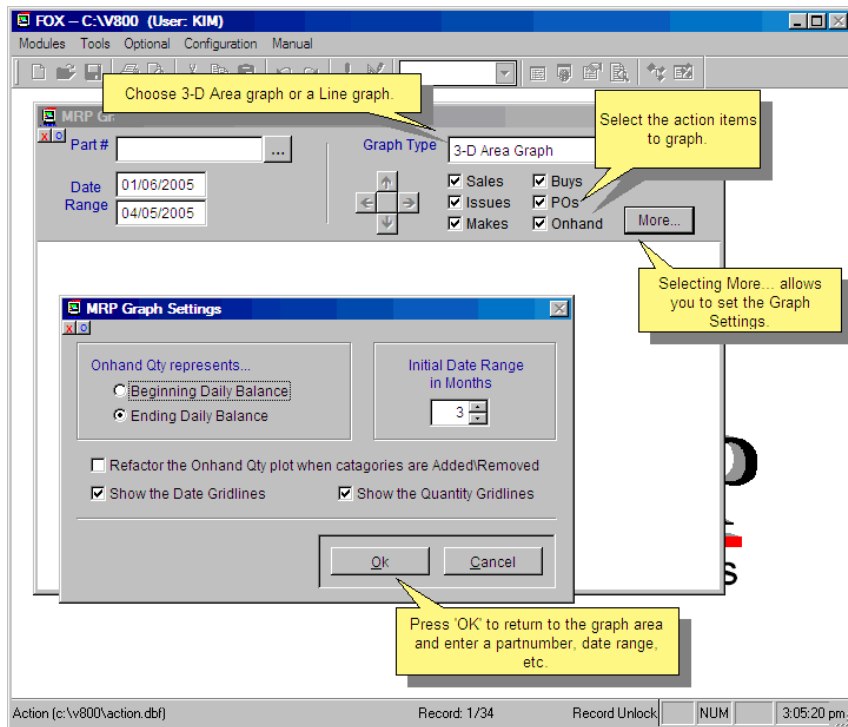 FOX – C:\V800 (User: KIM)
Modules Tools Optional Configuration Manual
Choose 3-D Area graph or a Line graph.
MRP Gr
Select the action items
to graph.
Part #
...
Graph Type
3-D Area Graph
Date
Range
01/06/2005
04/05/2005
Sales
Buys
Issues
POs
Makes
Onhand
More...
Selecting More... allows
you to set the Graph
Settings.
MRP Graph Settings
Onhand Qty represents...
Beginning Daily Balance
Ending Daily Balance
Initial Date Range
in Months
3
Refactor the Onhand Qty plot when catagories are Added\Removed
Show the Date Gridlines
Show the Quantity Gridlines
Ok
Cancel
s
Press 'OK' to return to the graph area
and enter a partnumber, date range,
etc.
Action (c:\v800\action.dbf)
Record: 1/34
Record Unlock
NUM
3:05:20 pm